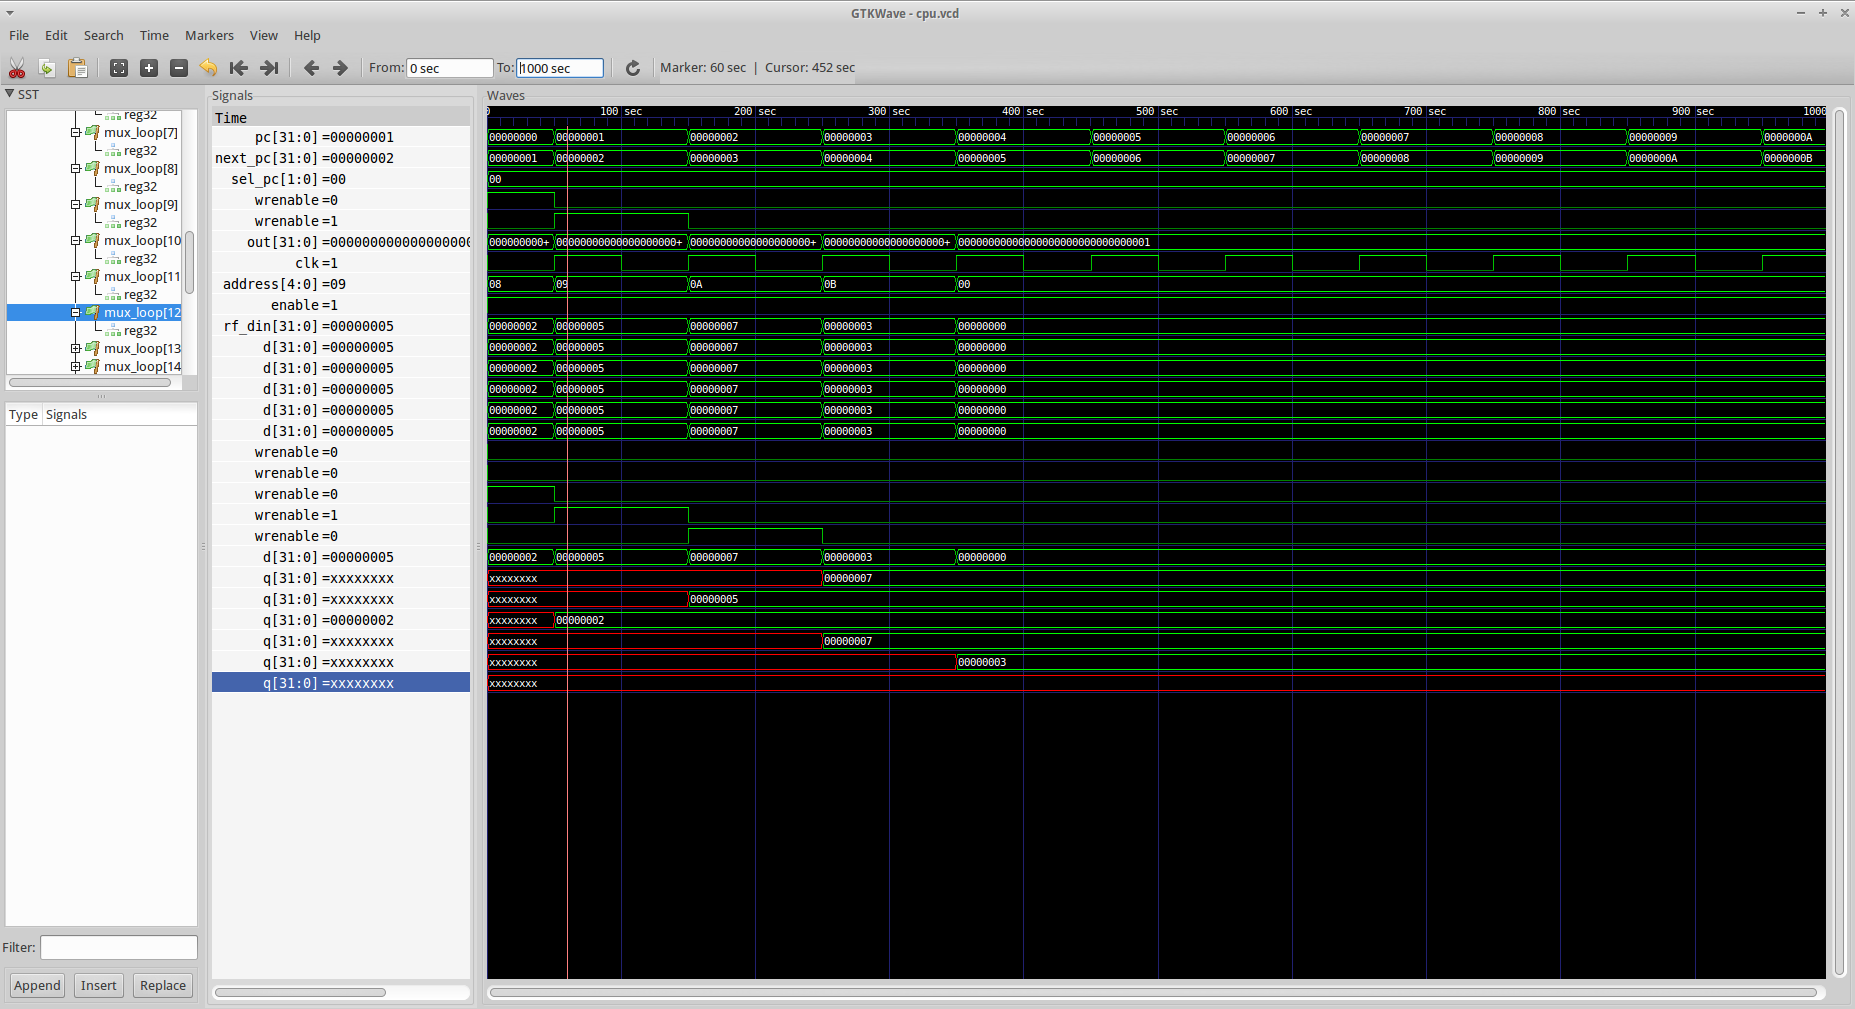 GTKWave - cpu.vcd
File Edit Search Time Markers View Help
From: 0 sec To: 1000 sec Marker: 60 sec | Cursor: 452 sec
SST
reg32
mux_loop[7]
reg32
mux_loop[8]
reg32
mux_loop[9]
reg32
mux_loop[10
reg32
mux_loop[11
reg32
mux_loop[12
reg32
mux_loop[13
mux_loop[14
Type Signals
Filter:
Append Insert Replace
Signals
Time
pc[31:0]=00000001
next_pc[31:0]=00000002
sel_pc[1:0]=00
wrenable=0
wrenable=1
out[31:0]=000000000000000000
clk=1
address[4:0]=09
enable=1
rf_din[31:0]=00000005
d[31:0]=00000005
d[31:0]=00000005
d[31:0]=00000005
d[31:0]=00000005
d[31:0]=00000005
wrenable=0
wrenable=0
wrenable=0
wrenable=1
wrenable=0
d[31:0]=00000005
q[31:0]=xxxxxxxx
q[31:0]=xxxxxxxx
q[31:0]=00000002
q[31:0]=xxxxxxxx
q[31:0]=xxxxxxxx
q[31:0]=xxxxxxxx
Waves
0 100 sec 200 sec 300 sec 400 sec 500 sec 600 sec 700 sec 800 sec 900 sec 1000
00000000 00000001 00000002 00000003 00000004 00000005 00000006 00000007 00000008 00000009 0000000A
00000001 00000002 00000003 00000004 00000005 00000006 00000007 00000008 00000009 0000000A 0000000B
00
000000000+ 00000000000000000000+ 00000000000000000000+ 00000000000000000000+ 00000000000000000000000000000001
08 09 0A 0B 00
00000002 00000005 00000007 00000003 00000000
00000002 00000005 00000007 00000003 00000000
00000002 00000005 00000007 00000003 00000000
00000002 00000005 00000007 00000003 00000000
00000002 00000005 00000007 00000003 00000000
00000002 00000005 00000007 00000003 00000000
00000002 00000005 00000007 00000003 00000000
xxxxxxxx 00000007
xxxxxxxx 00000005
xxxxxxxx 00000002
xxxxxxxx 00000007
xxxxxxxx 00000003
xxxxxxxx